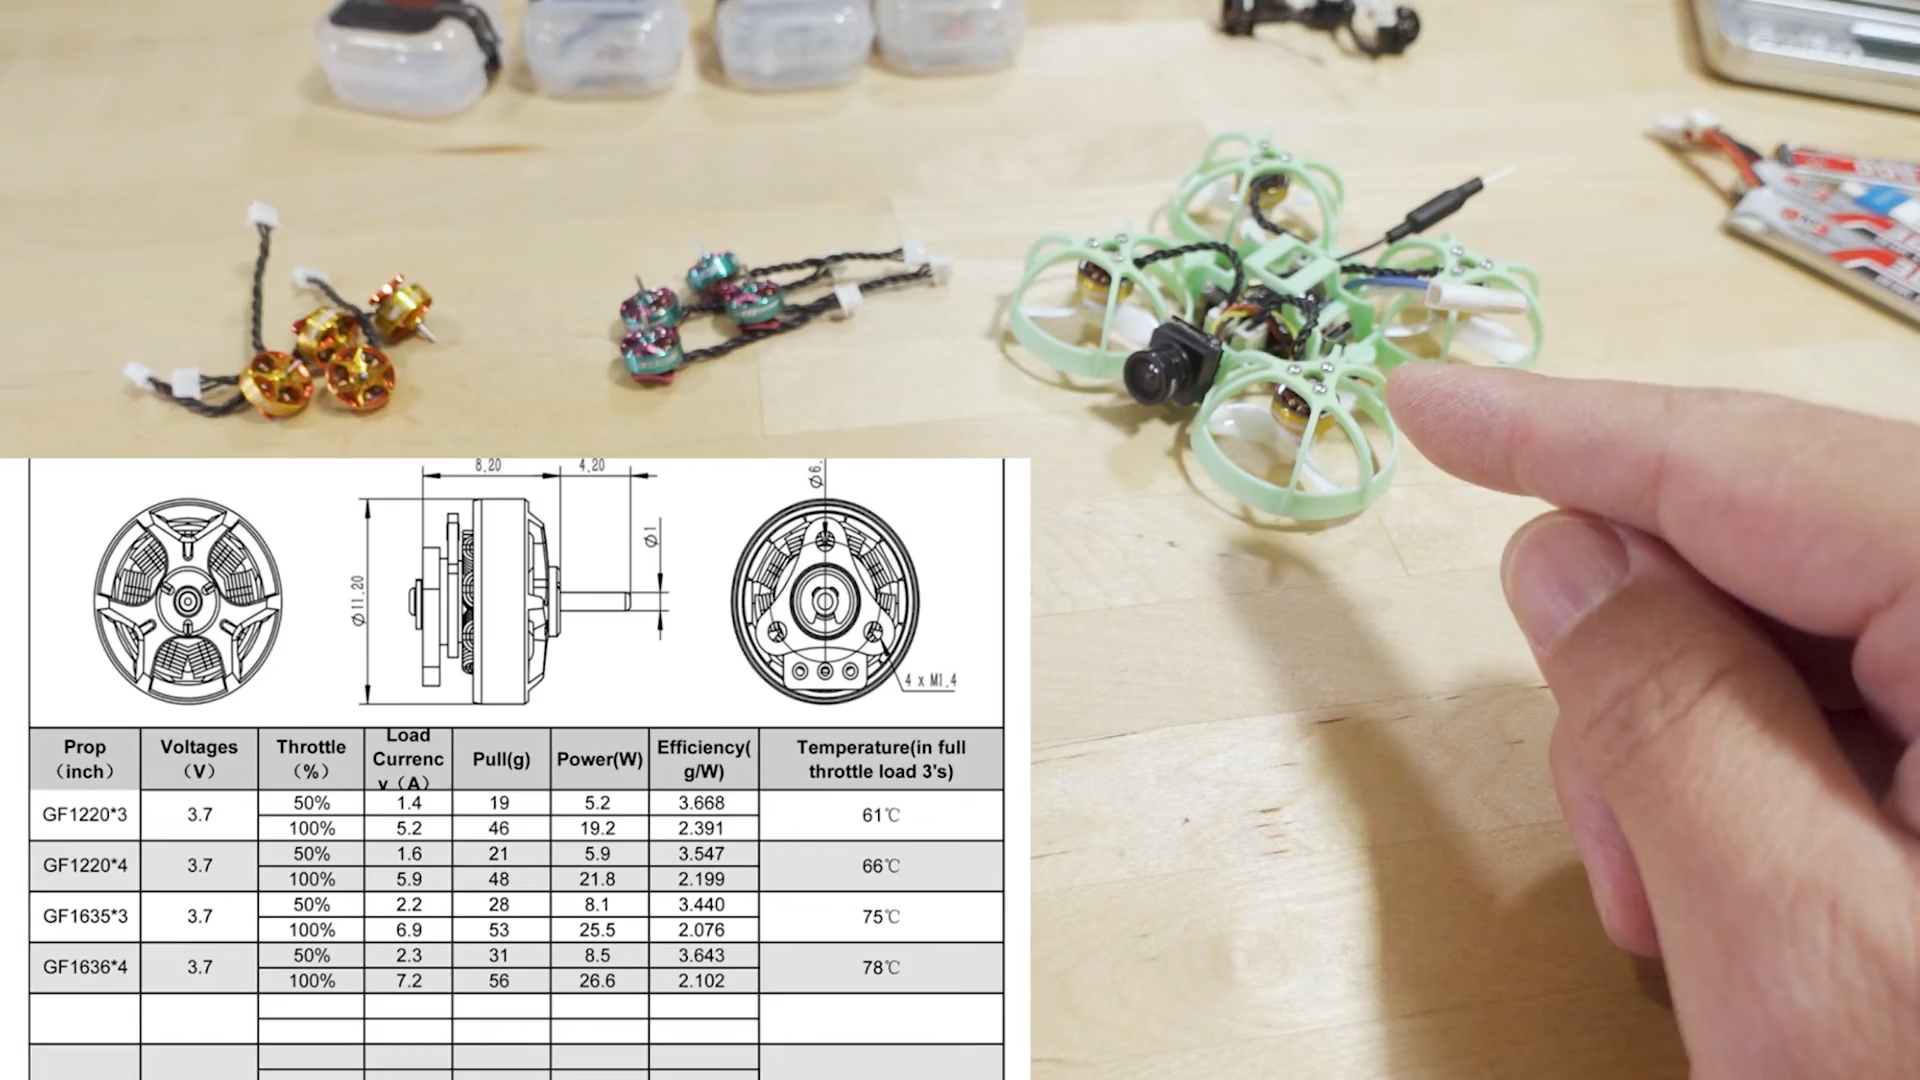 8.20
4.20
Ø6.
Ø1
Ø11.20
4 x M1.4
Prop （inch） Voltages （V） Throttle （%） Load Currenc y（A） Pull(g) Power(W) Efficiency( g/W) Temperature(in full throttle load 3's)
GF1220*3 3.7 50% 1.4 19 5.2 3.668 61℃
100% 5.2 46 19.2 2.391
GF1220*4 3.7 50% 1.6 21 5.9 3.547 66℃
100% 5.9 48 21.8 2.199
GF1635*3 3.7 50% 2.2 28 8.1 3.440 75℃
100% 6.9 53 25.5 2.076
GF1636*4 3.7 50% 2.3 31 8.5 3.643 78℃
100% 7.2 56 26.6 2.102